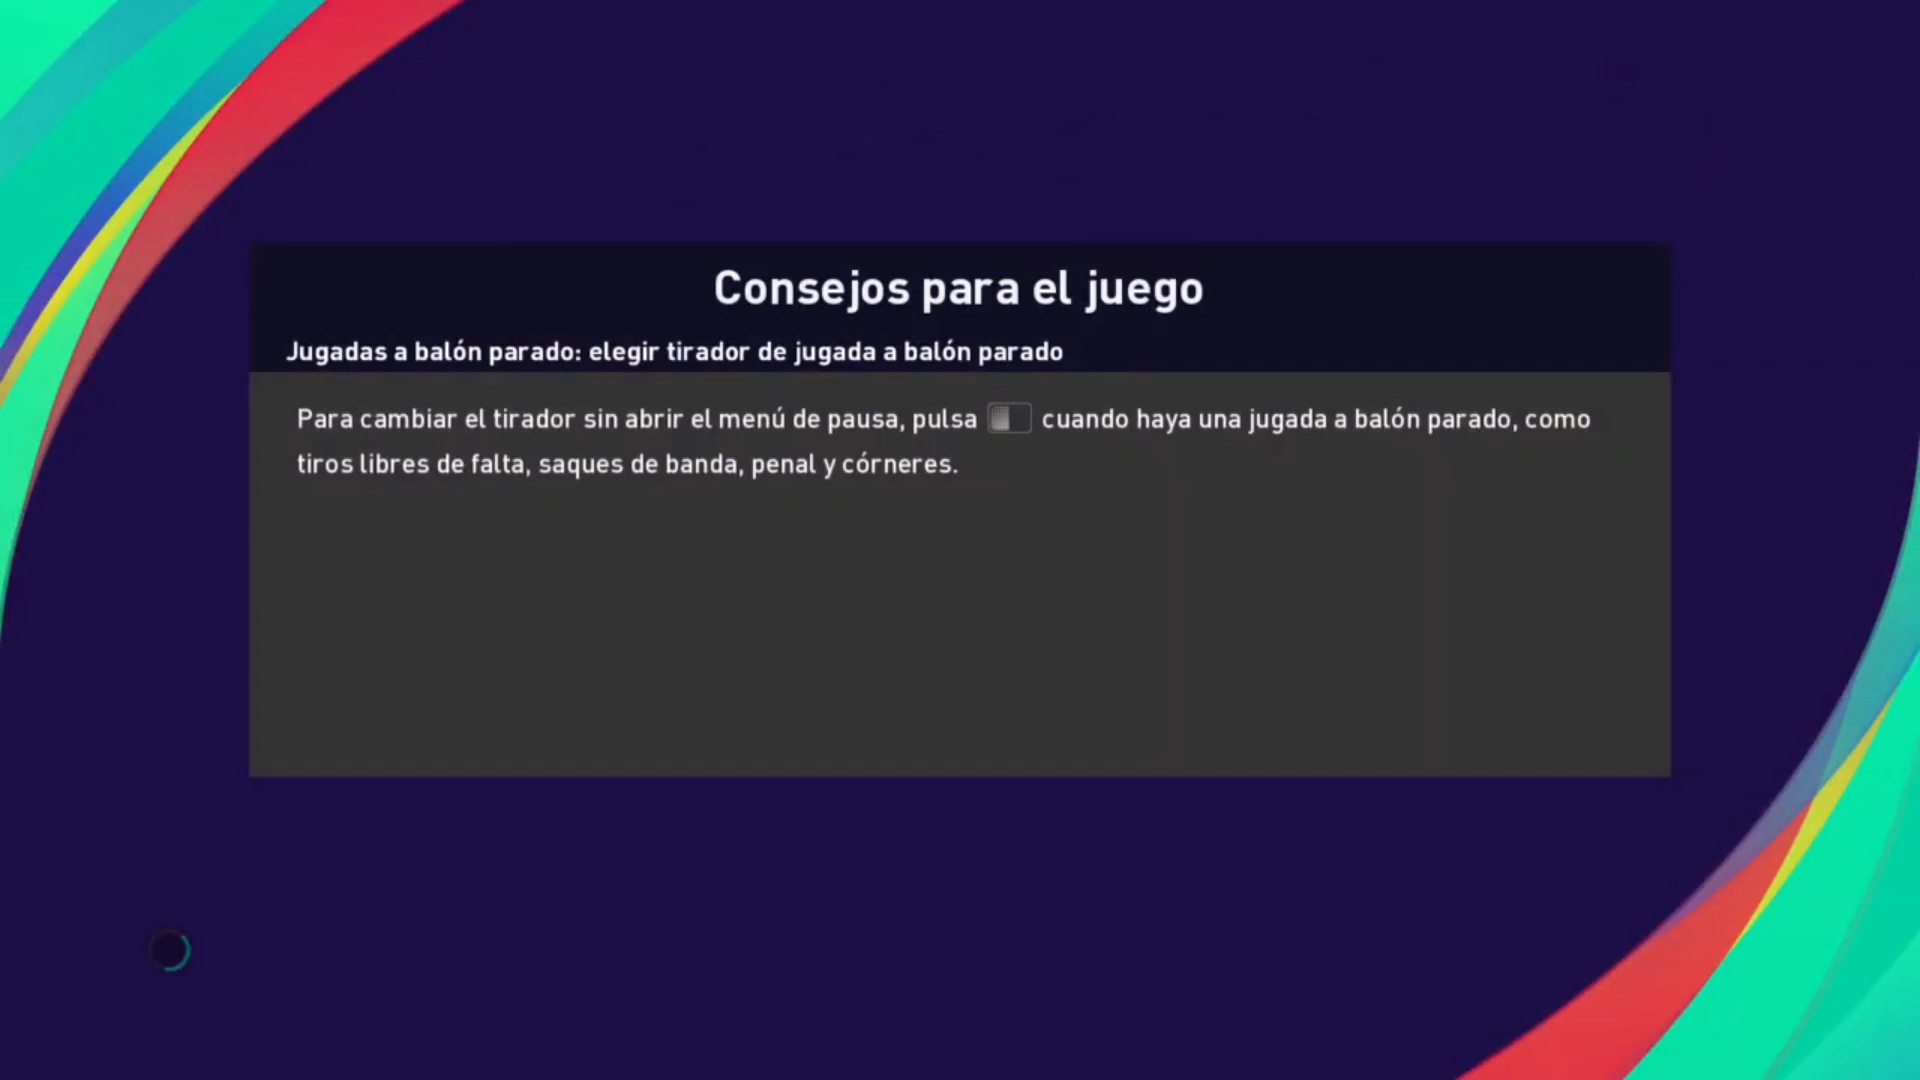 Consejos para el juego
Jugadas a balón parado: elegir tirador de jugada a balón parado
Para cambiar el tirador sin abrir el menú de pausa, pulsa cuando haya una jugada a balón parado, como
tiros libres de falta, saques de banda, penal y córneres.